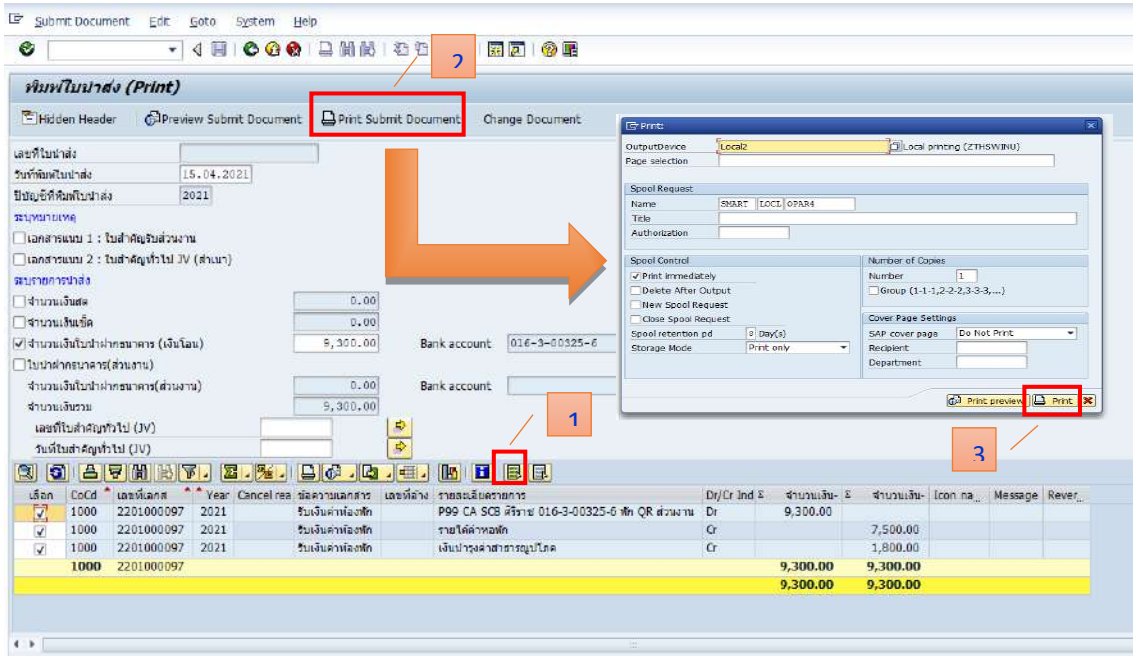 Submit Document Edit Goto System Help
2
พิมพ์ใบนำส่ง (Print)
Hidden Header Preview Submit Document Print Submit Document Change Document
เลขที่ใบนำส่ง
วันที่พิมพ์ใบนำส่ง 15.04.2021
ปีบัญชีที่พิมพ์ใบนำส่ง 2021
ระบุหมายเหตุ
เอกสารแนบ 1 : ใบสำคัญรับส่วนงาน
เอกสารแนบ 2 : ใบสำคัญทั่วไป JV (สำเนา)
ระบุรายการนำส่ง
จำนวนเงินสด 0.00
จำนวนเงินเช็ค 0.00
จำนวนเงินใบนำฝากธนาคาร (เงินโอน) 9,300.00 Bank account 016-3-00325-6
ใบนำฝากธนาคาร(ส่วนงาน)
จำนวนเงินใบนำฝากธนาคาร(ส่วนงาน) 0.00 Bank account
จำนวนเงินรวม 9,300.00
เลขที่ใบสำคัญทั่วไป (JV)
วันที่ใบสำคัญทั่วไป (JV)
Print:
OutputDevice Local2 Local printing (ZTHSWINU)
Page selection
Spool Request
Name SMART LOCL OPAR4
Title
Authorization
Spool Control Number of Copies
Print immediately Number 1
Delete After Output Group (1-1-1,2-2-2,3-3-3,...)
New Spool Request
Close Spool Request Cover Page Settings
Spool retention pd 8 Day(s) SAP cover page Do Not Print
Storage Mode Print only Recipient
Department
Print preview Print
1
3
เลือก CoCd เลขที่เอกส Year Cancel rea ข้อความเอกสาร เลขที่อ้าง รายละเอียดรายการ Dr/Cr Ind Σ จำนวนเงิน- Σ จำนวนเงิน- Icon na... Message Rever...
1000 2201000097 2021 รับเงินค่าห้องพัก P99 CA SCB ศิริราช 016-3-00325-6 พัก QR ส่วนงาน Dr 9,300.00
1000 2201000097 2021 รับเงินค่าห้องพัก รายได้ค่าหอพัก Cr 7,500.00
1000 2201000097 2021 รับเงินค่าห้องพัก เงินบำรุงค่าสาธารณูปโภค Cr 1,800.00
1000 2201000097 9,300.00 9,300.00
9,300.00 9,300.00